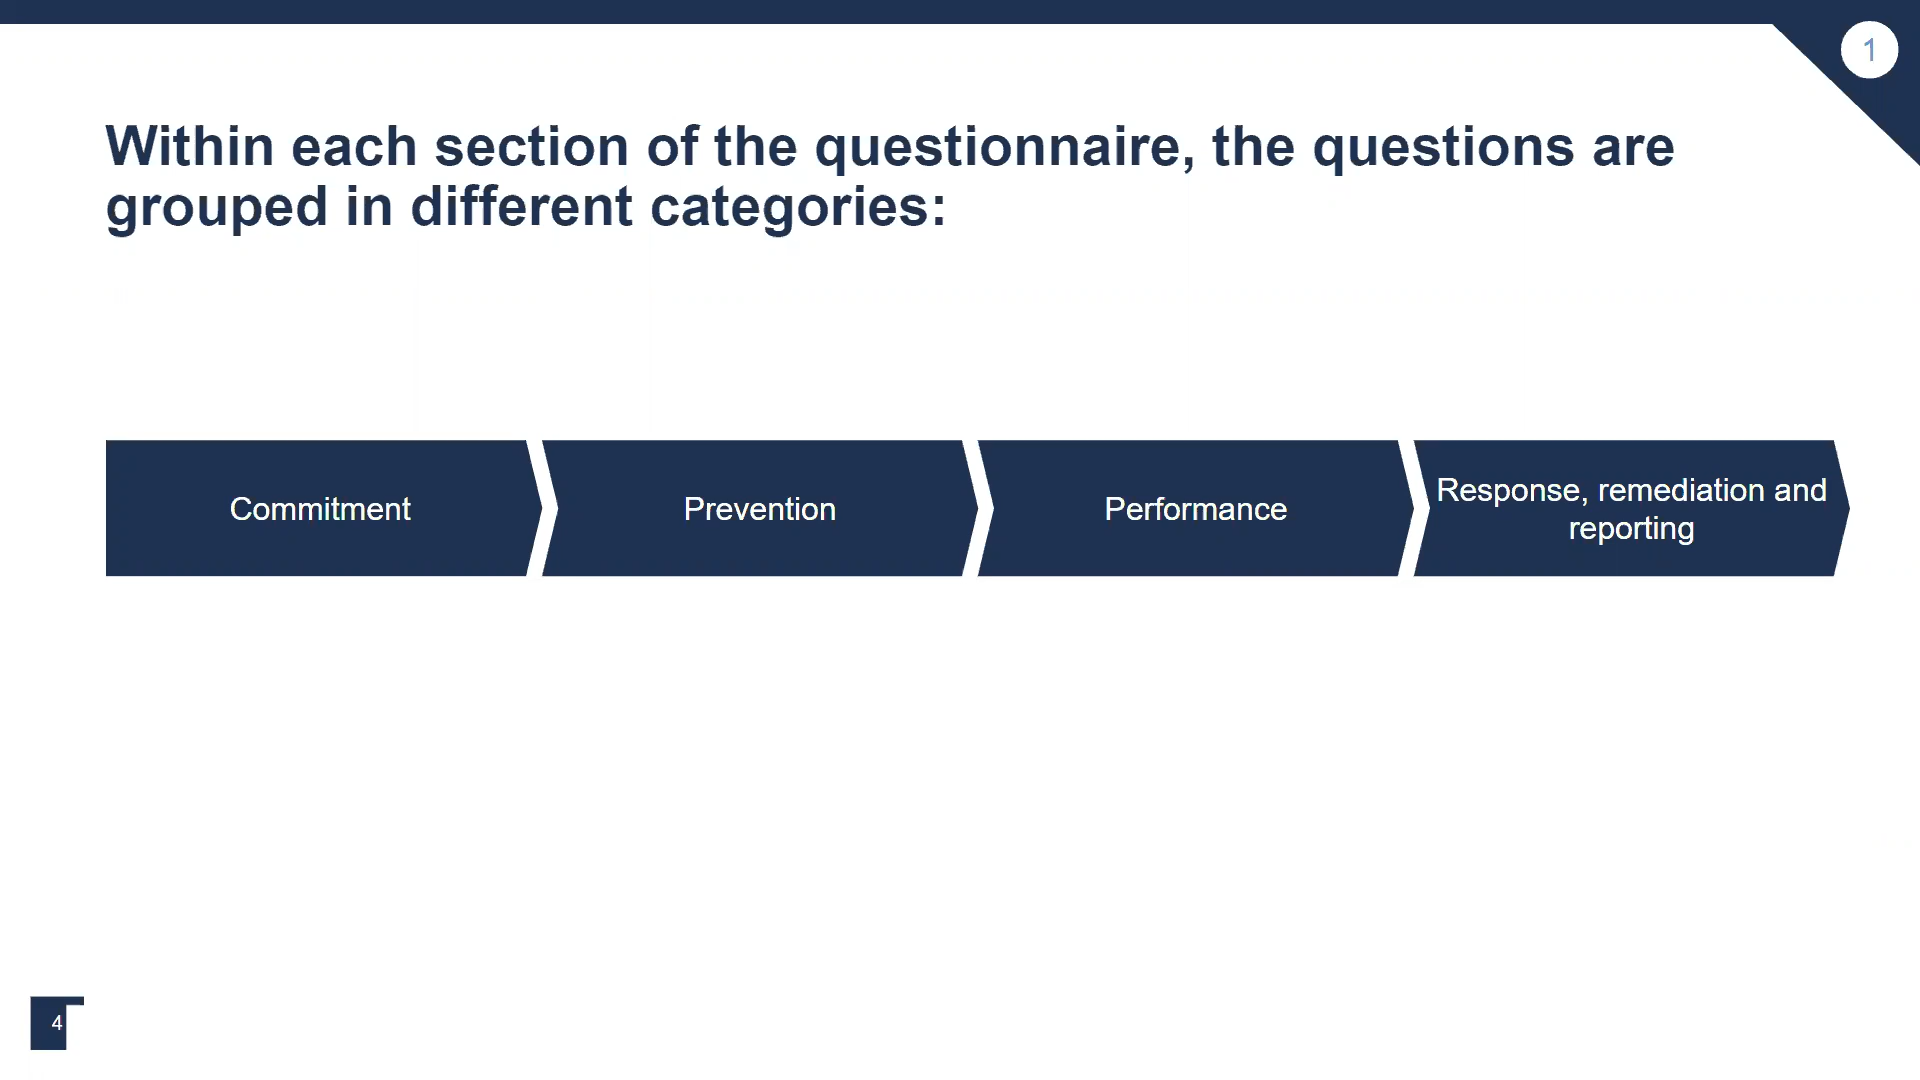 1
Within each section of the questionnaire, the questions are
grouped in different categories:
Commitment
Prevention
Performance
Response, remediation and
reporting
4